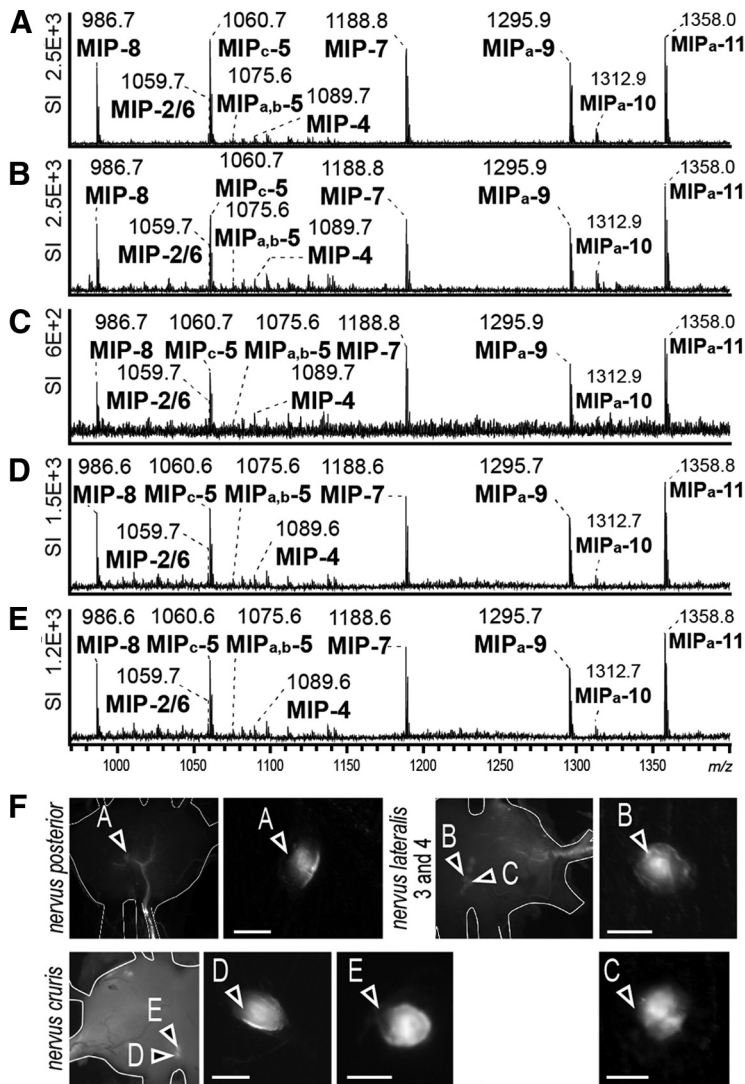 A
986.7 1060.7 1188.8 1295.9 1358.0
MIP-8 MIPc-5 MIP-7 MIPa-9 MIPa-11
1059.7 1075.6 1089.7 1312.9
MIP-2/6 MIPa,b-5 MIP-4 MIPa-10
SI 2.5E+3
B
986.7 1060.7 1188.8 1295.9 1358.0
MIP-8 MIPc-5 MIP-7 MIPa-9 MIPa-11
1059.7 1075.6 1089.7 1312.9
MIPa,b-5 MIP-2/6 MIP-4 MIPa-10
SI 2.5E+3
C
986.7 1060.7 1075.6 1188.8 1295.9 1358.0
MIP-8 MIPc-5 MIPa,b-5 MIP-7 MIPa-9 MIPa-11
1059.7 1089.7 1312.9
MIP-2/6 MIP-4 MIPa-10
SI 6E+2
D
986.6 1060.6 1075.6 1188.6 1295.7 1358.8
MIP-8 MIPc-5 MIPa,b-5 MIP-7 MIPa-9 MIPa-11
1059.7 1089.6 1312.7
MIP-2/6 MIP-4 MIPa-10
SI 1.5E+3
E
986.6 1060.6 1075.6 1188.6 1295.7 1358.8
MIP-8 MIPc-5 MIPa,b-5 MIP-7 MIPa-9 MIPa-11
1059.7 1089.6 1312.7
MIP-2/6 MIP-4 MIPa-10
SI 1.2E+3
1000 1050 1100 1150 1200 1250 1300 1350 m/z
F
nervus posterior
A
A
nervus lateralis
3 and 4
B
C
B
nervus cruris
E
D
D
E
C